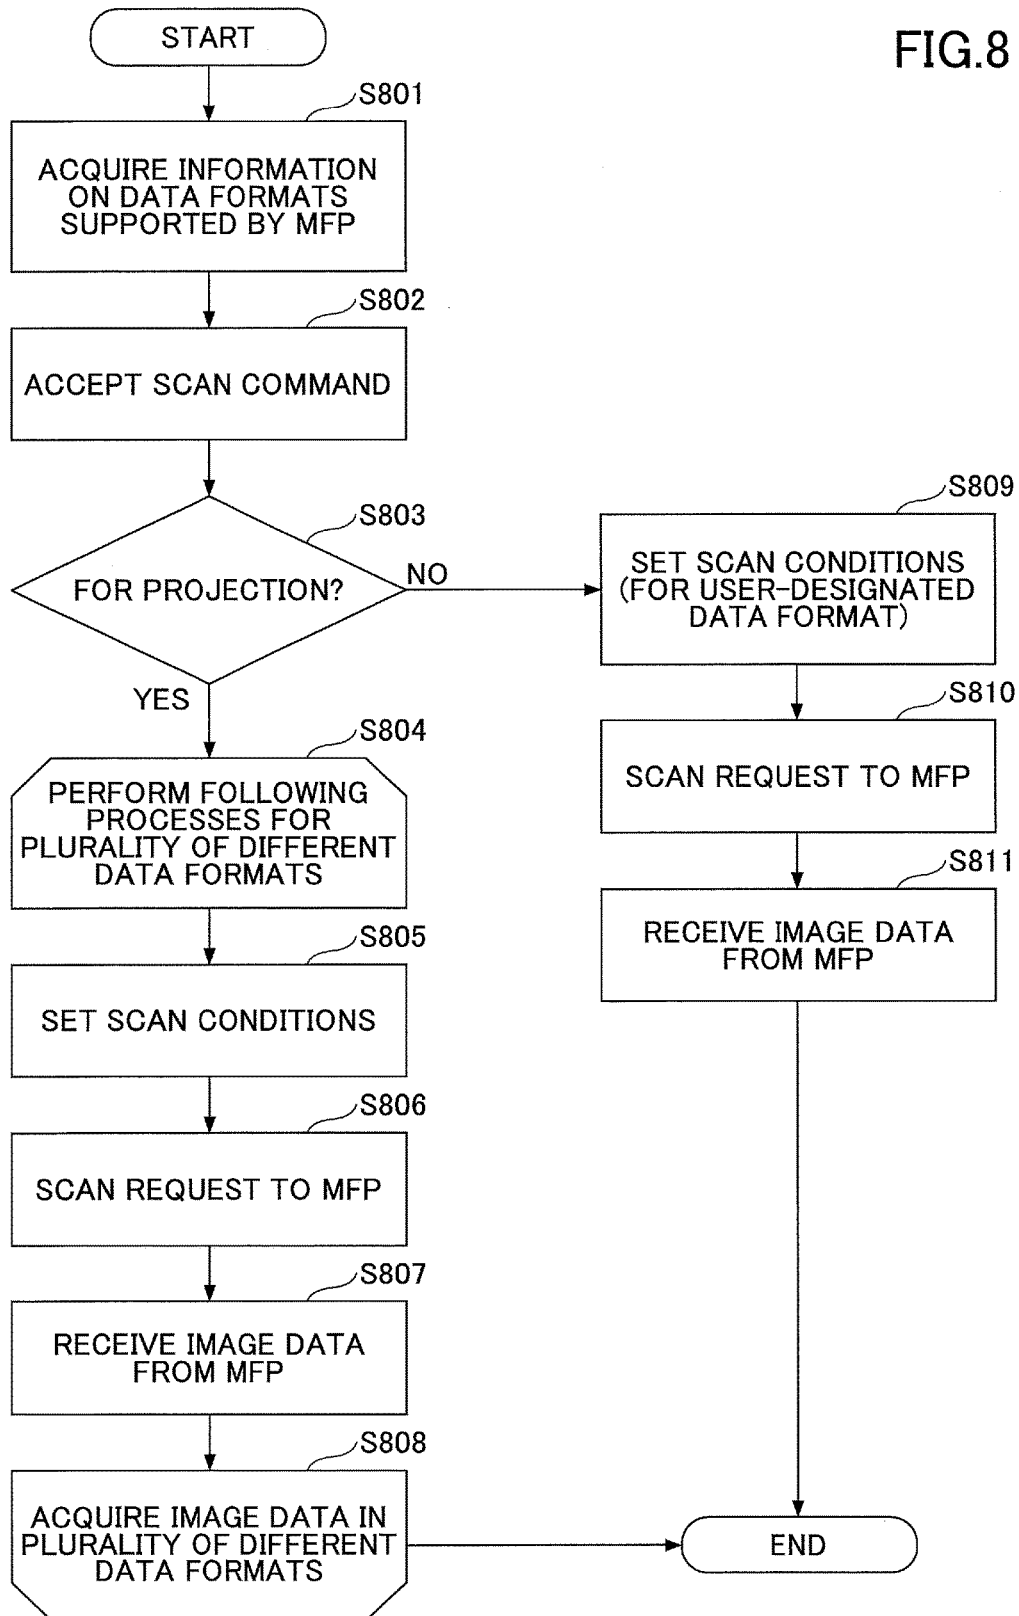 FIG.8
START
S801
ACQUIRE INFORMATION
ON DATA FORMATS
SUPPORTED BY MFP
S802
ACCEPT SCAN COMMAND
S803
FOR PROJECTION?
NO
YES
S804
PERFORM FOLLOWING
PROCESSES FOR
PLURALITY OF DIFFERENT
DATA FORMATS
S805
SET SCAN CONDITIONS
S806
SCAN REQUEST TO MFP
S807
RECEIVE IMAGE DATA
FROM MFP
S808
ACQUIRE IMAGE DATA IN
PLURALITY OF DIFFERENT
DATA FORMATS
S809
SET SCAN CONDITIONS
(FOR USER-DESIGNATED
DATA FORMAT)
S810
SCAN REQUEST TO MFP
S811
RECEIVE IMAGE DATA
FROM MFP
END